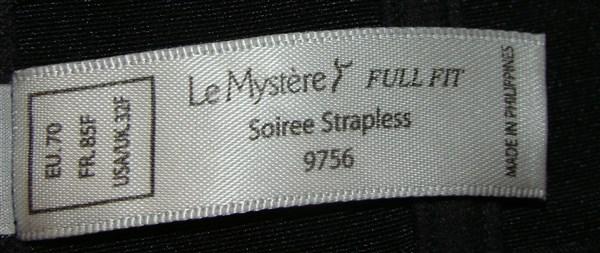 EU. 70
FR. 85F
USA/UK. 32F
Le Mystère FULL FIT
Soiree Strapless
9756
MADE IN PHILIPPINES